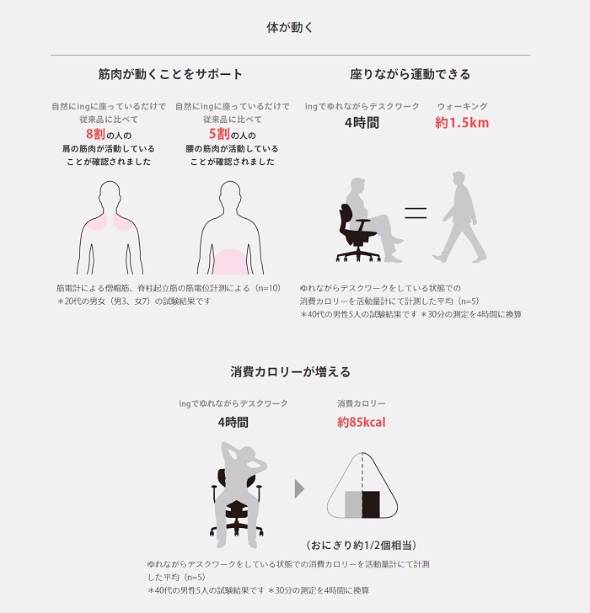 体が動く
筋肉が動くことをサポート
自然にingに座っているだけで
従来品に比べて
8割の人の
肩の筋肉が活動している
ことが確認されました
自然にingに座っているだけで
従来品に比べて
5割の人の
腰の筋肉が活動している
ことが確認されました
筋電計による僧帽筋、脊柱起立筋の筋電位計測による（n=10）
＊20代の男女（男3、女7）の試験結果です
座りながら運動できる
ingでゆれながらデスクワーク
4時間
ウォーキング
約1.5km
ゆれながらデスクワークをしている状態での
消費カロリーを活動量計にて計測した平均（n=5）
＊40代の男性5人の試験結果です ＊30分の測定を4時間に換算
消費カロリーが増える
ingでゆれながらデスクワーク
4時間
消費カロリー
約85kcal
（おにぎり約1/2個相当）
ゆれながらデスクワークをしている状態での消費カロリーを活動量計にて計測
した平均（n=5）
＊40代の男性5人の試験結果です ＊30分の測定を4時間に換算